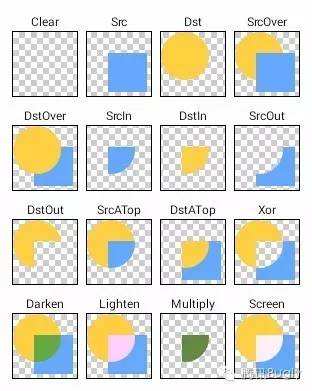 Clear Src Dst SrcOver
DstOver SrcIn DstIn SrcOut
DstOut SrcATop DstATop Xor
Darken Lighten Multiply Screen